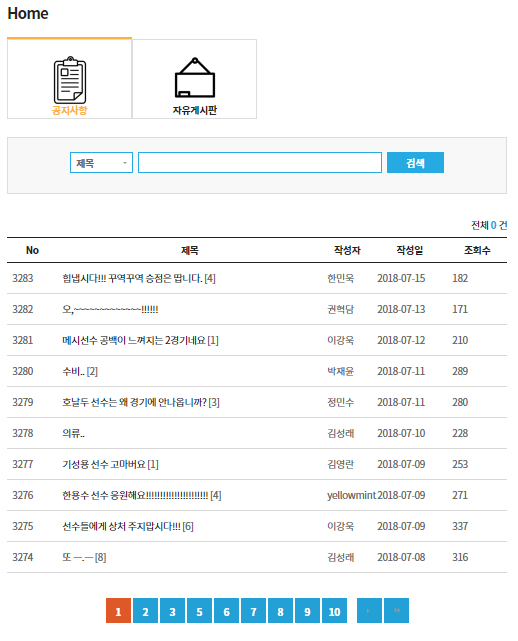 Home
공지사항 자유게시판
제목 검색
전체 0 건
No 제목 작성자 작성일 조회수
3283 힘냅시다!!! 꾸역꾸역 승점은 땁니다. [4] 한민욱 2018-07-15 182
3282 오,~~~~~~~~~~~~~!!!!!! 권혁담 2018-07-13 171
3281 메시선수 공백이 느껴지는 2경기네요 [1] 이강욱 2018-07-12 210
3280 수비.. [2] 박재윤 2018-07-11 289
3279 호날두 선수는 왜 경기에 안나옵니까? [3] 정민수 2018-07-11 280
3278 의류.. 김성래 2018-07-10 228
3277 기성용 선수 고마버요 [1] 김영란 2018-07-09 253
3276 한용수 선수 응원해요!!!!!!!!!!!!!!!!!!!!!! [4] yellowmint 2018-07-09 271
3275 선수들에게 상처 주지맙시다!!! [6] 이강욱 2018-07-09 337
3274 또 ㅡ.ㅡ [8] 김성래 2018-07-08 316
1 2 3 4 5 6 7 8 9 10